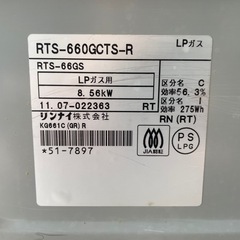 RTS-660GCTS-R LPガス
RTS-66GS
LPガス用
8.56kW
区分名 C
効率56.3%
区分名 I
効率 275Wh
11.07-022363 RT
リンナイ株式会社
RN (RT)
KG661C(GR)R
*51-7897
JIA認証
PS
LPG